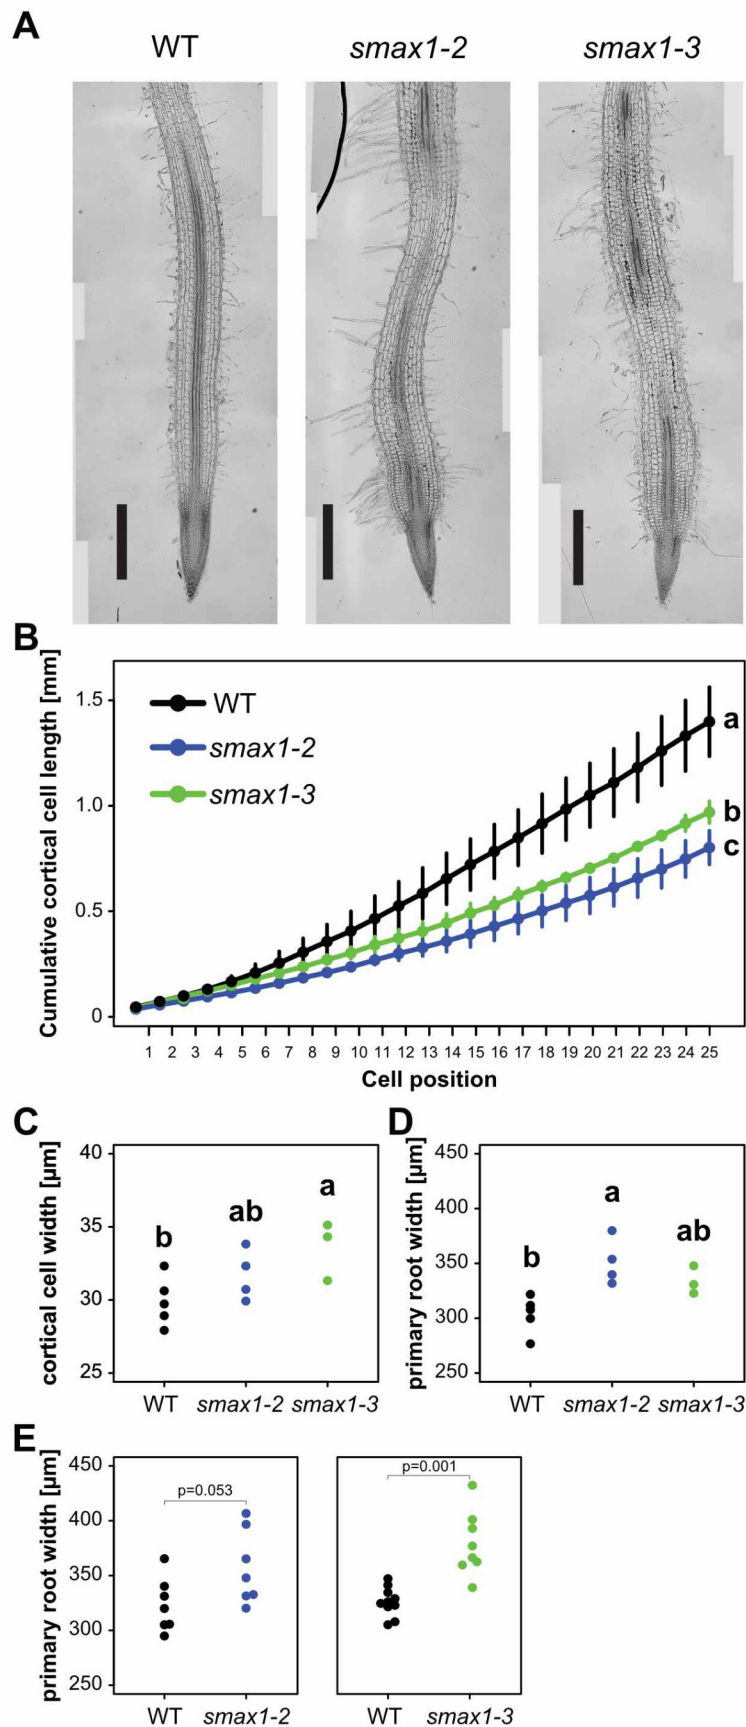 A
WT smax1-2 smax1-3
B
Cumulative cortical cell length [mm]
1.5
1.0
0.5
0
WT
smax1-2
smax1-3
a
b
c
1 2 3 4 5 6 7 8 9 10 11 12 13 14 15 16 17 18 19 20 21 22 23 24 25
Cell position
C
cortical cell width [µm]
40
35
30
25
b ab a
WT smax1-2 smax1-3
D
primary root width [µm]
450
400
350
300
250
b a ab
WT smax1-2 smax1-3
E
primary root width [µm]
450
400
350
300
250
p=0.053
WT smax1-2
p=0.001
WT smax1-3